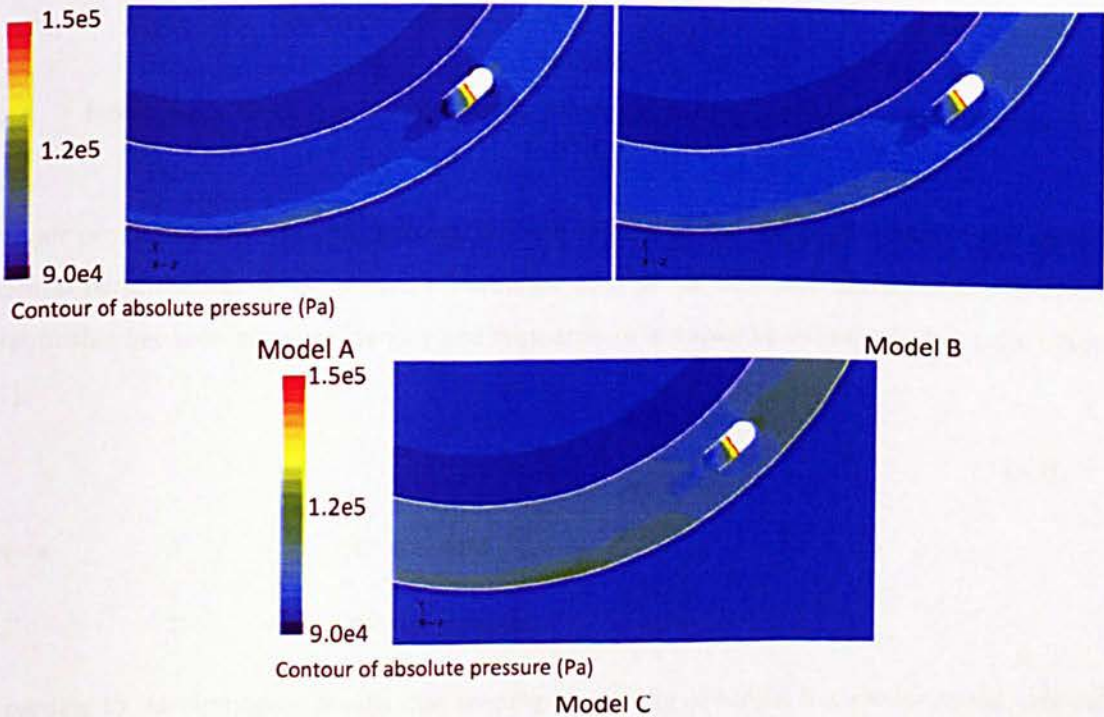 1.5e5
1.2e5
9.0e4
Contour of absolute pressure (Pa)
Model A
Model B
1.5e5
1.2e5
9.0e4
Contour of absolute pressure (Pa)
Model C